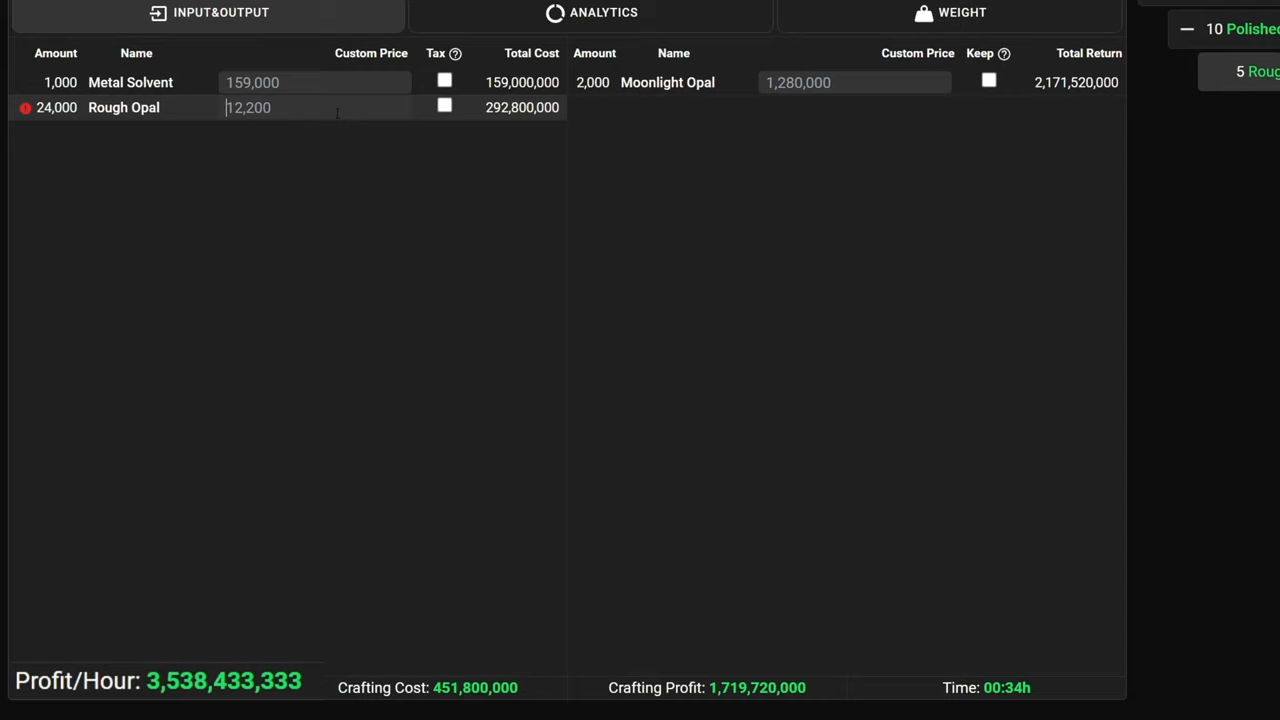 INPUT&OUTPUT
ANALYTICS
WEIGHT
10 Polished
5 Roug
Amount Name Custom Price Tax Total Cost Amount Name Custom Price Keep Total Return
1,000 Metal Solvent 159,000 159,000,000 2,000 Moonlight Opal 1,280,000 2,171,520,000
24,000 Rough Opal 12,200 292,800,000
Profit/Hour: 3,538,433,333
Crafting Cost: 451,800,000
Crafting Profit: 1,719,720,000
Time: 00:34h